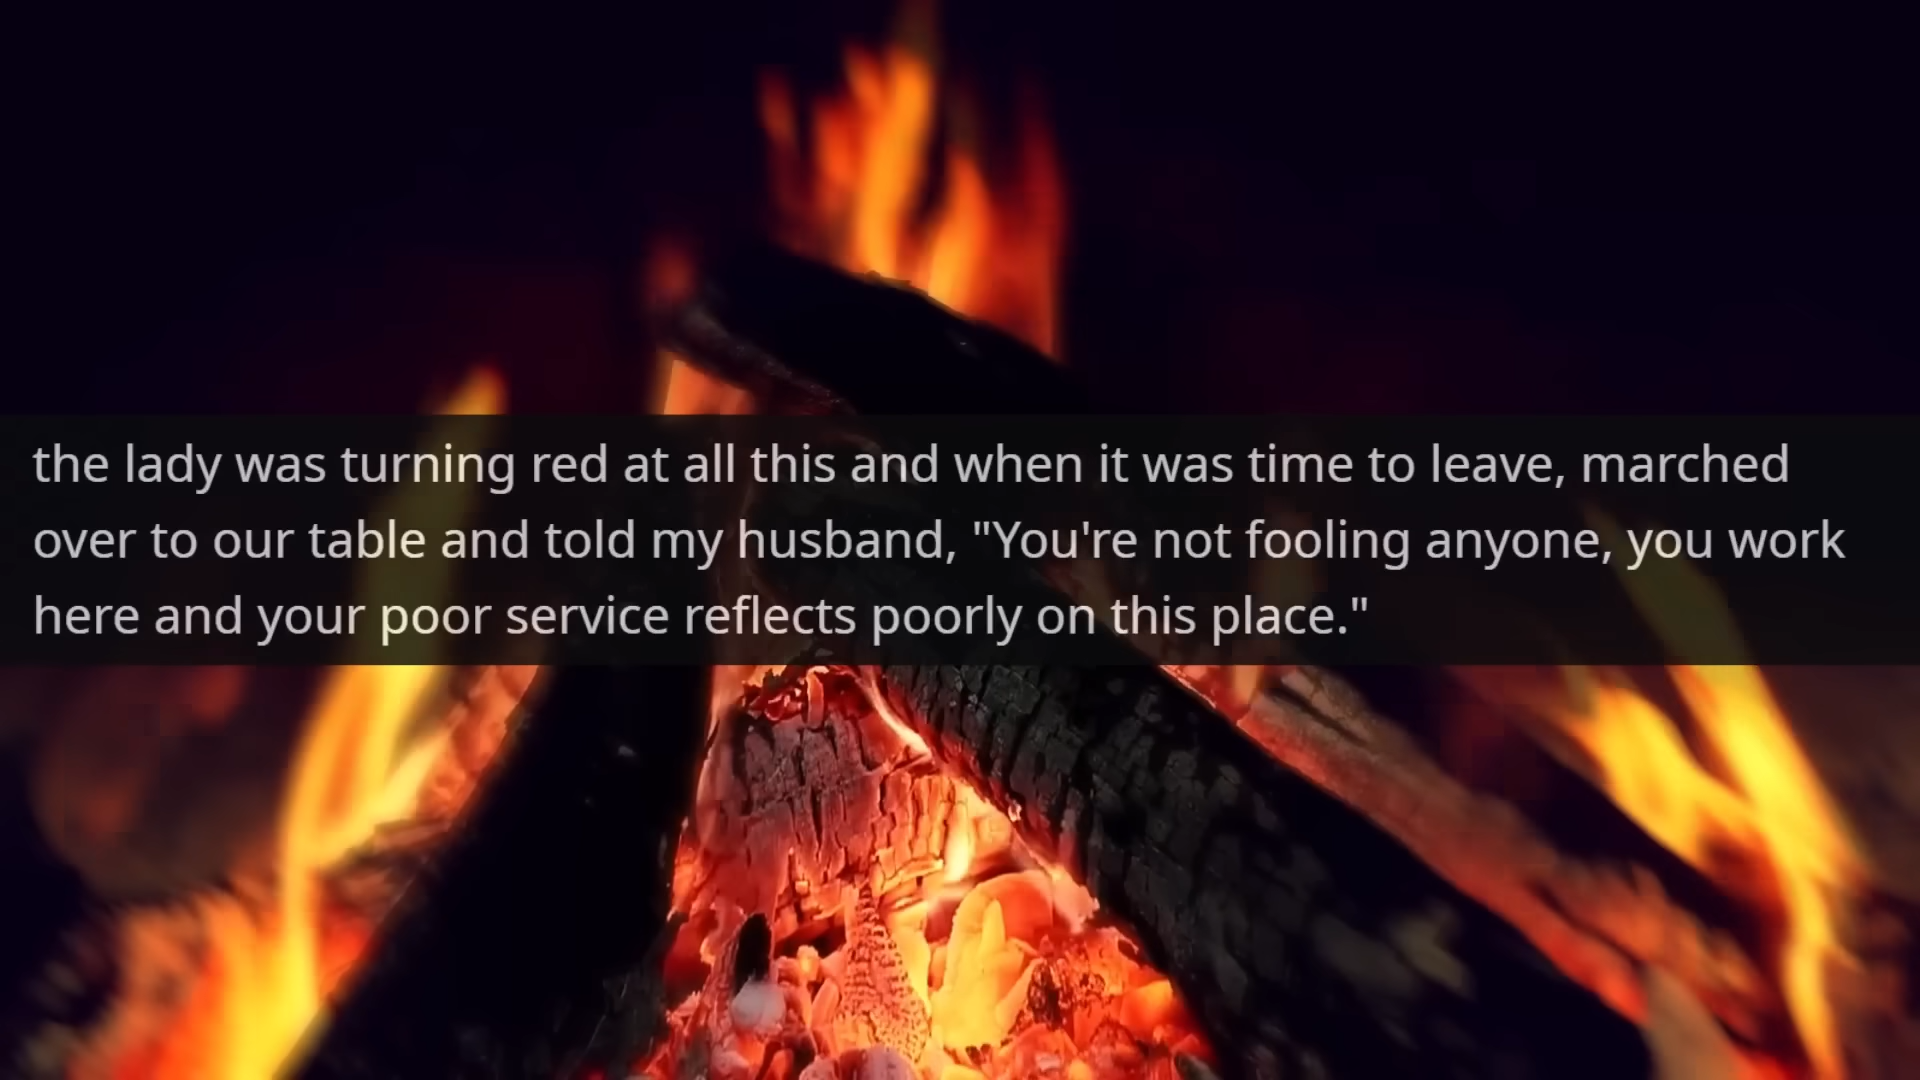 the lady was turning red at all this and when it was time to leave, marched
over to our table and told my husband, "You're not fooling anyone, you work
here and your poor service reflects poorly on this place."